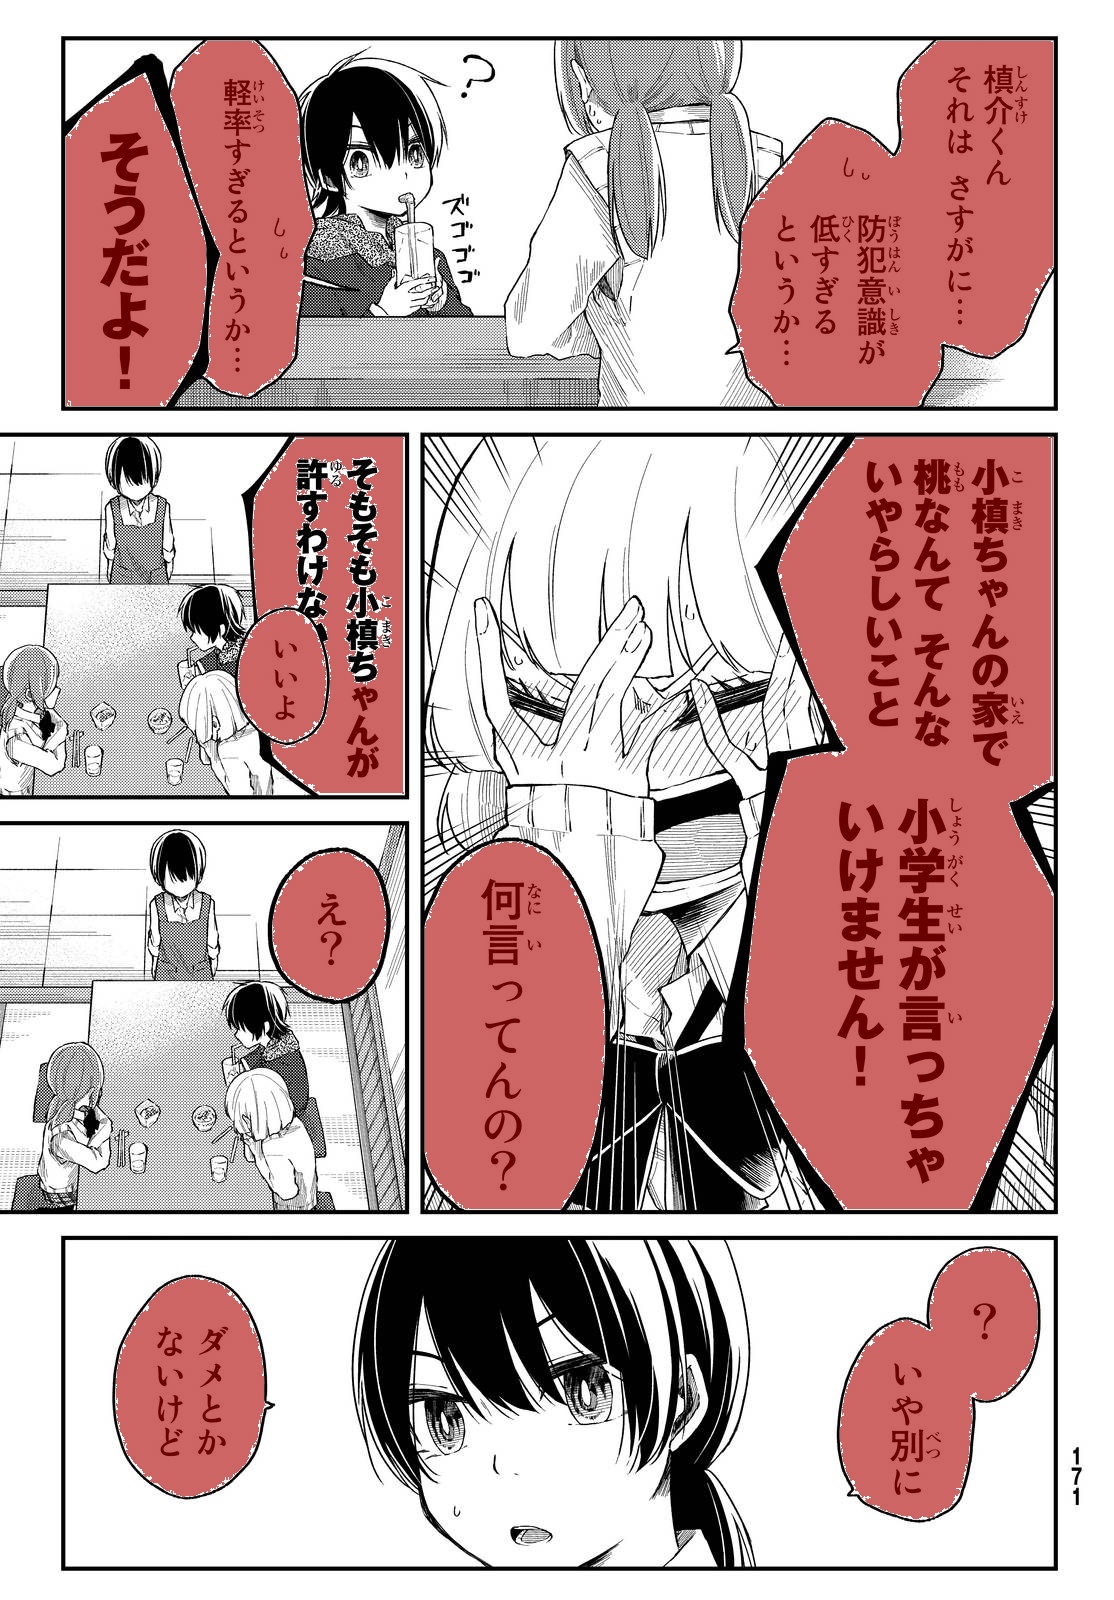 槙介くん
それは さすがに…
防犯意識が
低すぎる
というか…
ズゴゴゴゴ
?
軽率すぎるというか…
そうだよ！
小槙ちゃんの家で
桃なんて そんな
いやらしいこと
小学生が言っちゃ
いけません！
何言ってんの？
そもそも小槙ちゃんが
許すわけな
いいよ
え？
？
いや別に
ダメとか
ないけど
171